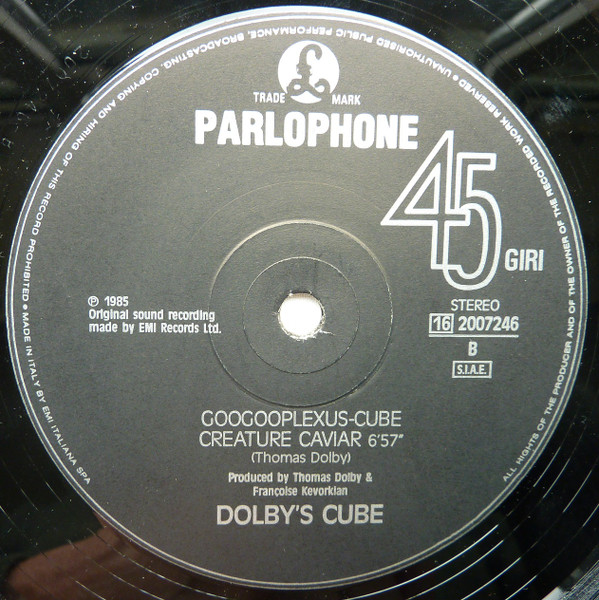 UNAUTHORISED PUBLIC PERFORMANCE, BROADCASTING, COPYING AND HIRING OF THIS RECORD PROHIBITED • MADE IN ITALY BY EMI ITALIANA SPA
ALL RIGHTS OF THE PRODUCER AND OF THE OWNER OF THE RECORDED WORK RESERVED •
TRADE MARK
PARLOPHONE
45 GIRI
℗ 1985
Original sound recording
made by EMI Records Ltd.
STEREO
16 2007246
B
S.I.A.E.
GOOGOOPLEXUS-CUBE
CREATURE CAVIAR 6'57"
(Thomas Dolby)
Produced by Thomas Dolby &
Françoise Kevorkian
DOLBY'S CUBE